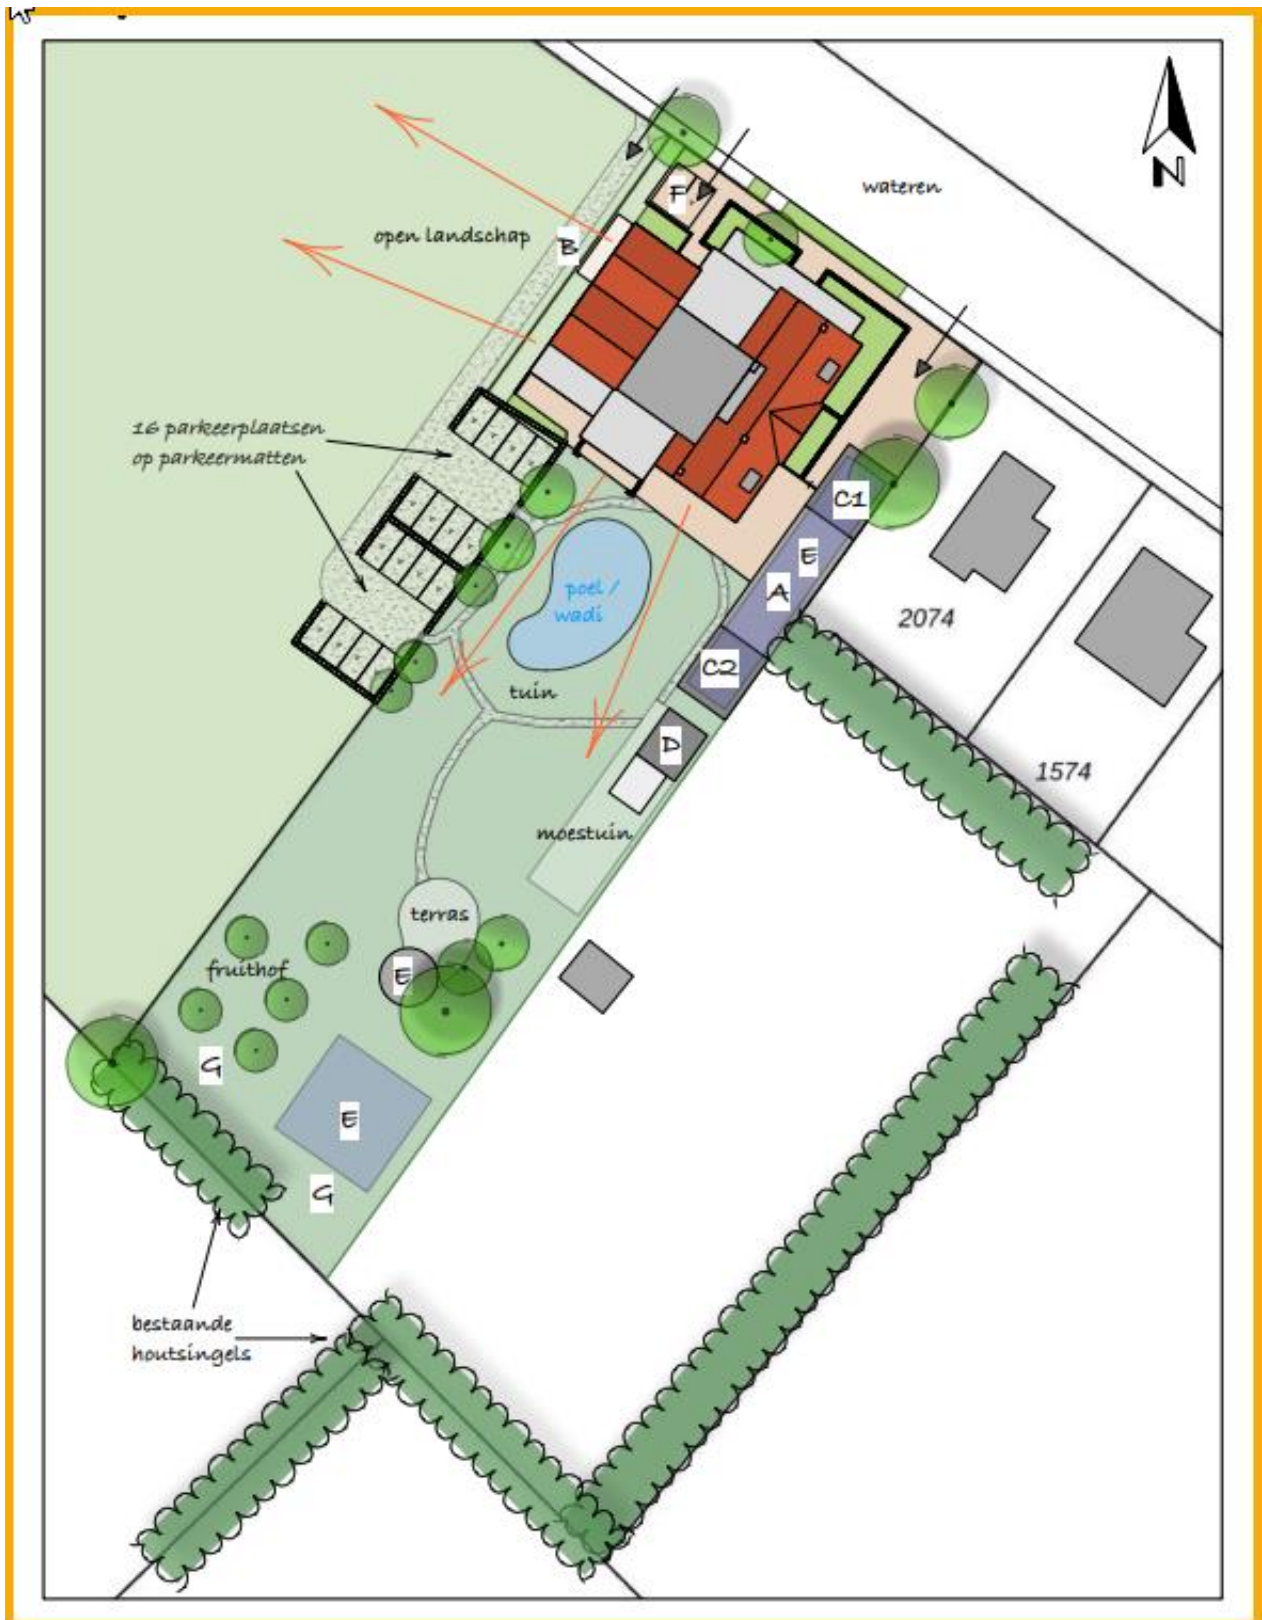 N
wateren
F
open landschap
B
16 parkeerplaatsen
op parkeermatten
C1
E
A
2074
poel /
wadi
C2
tuin
D
1574
moestuin
terras
E
fruithof
G
E
G
bestaande
houtsingels